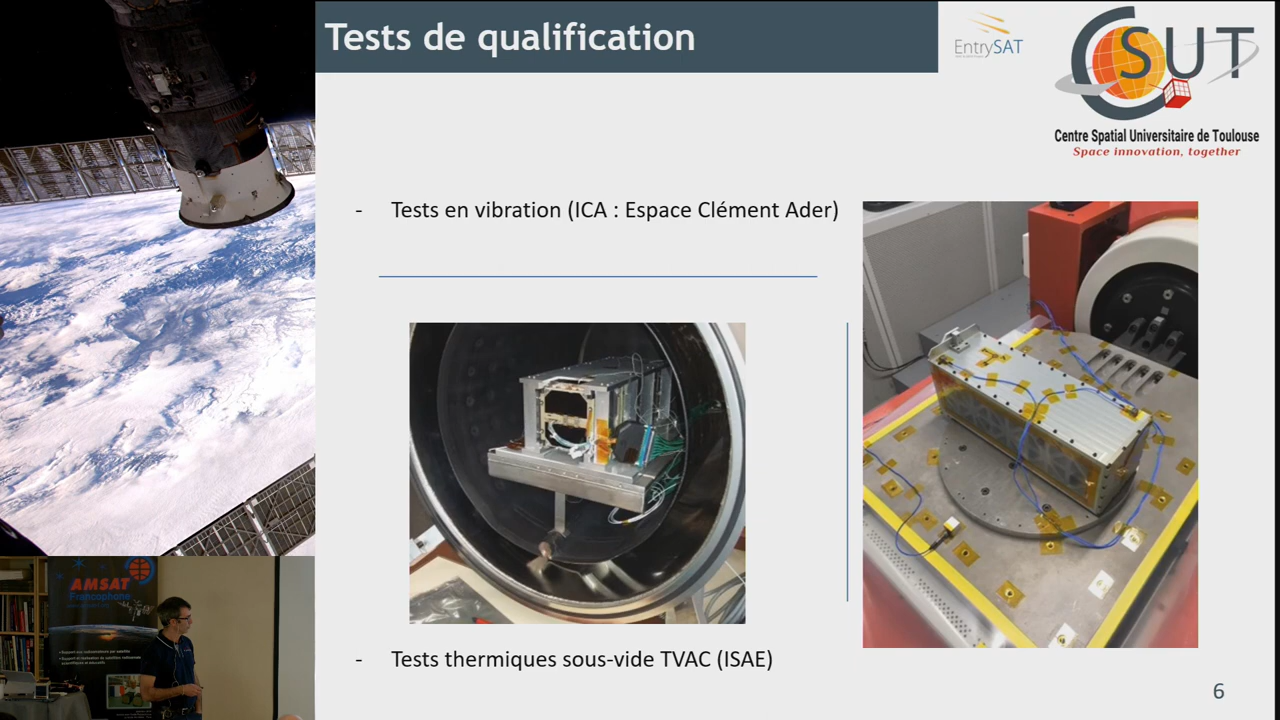 Tests de qualification
EntrySAT
CSUT
Centre Spatial Universitaire de Toulouse
Space innovation, together
- Tests en vibration (ICA : Espace Clément Ader)
- Tests thermiques sous-vide TVAC (ISAE)
6
AMSAT
Francophone